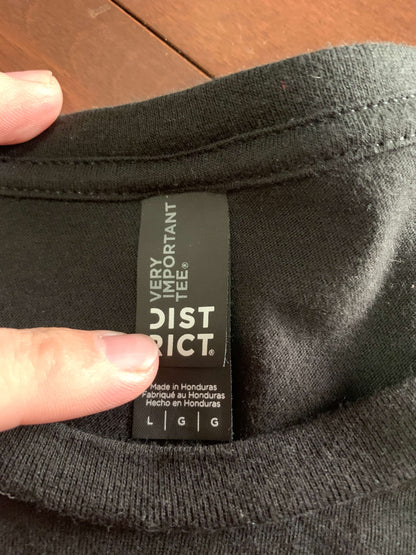 VERY
IMPORTANT
TEE®
DIST
RICT®
Made in Honduras
Fabriqué au Honduras
Hecho en Honduras
L | G | G